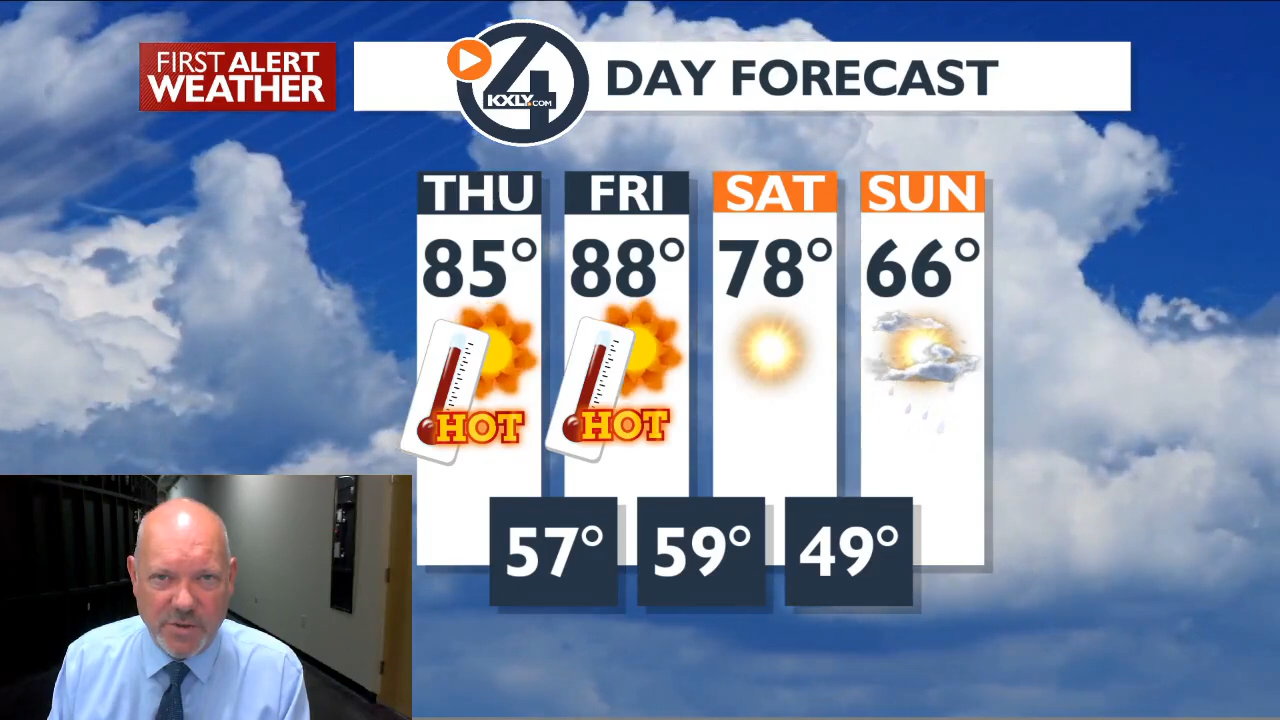 FIRST ALERT
WEATHER
4
KXLY.COM
DAY FORECAST
THU
FRI
SAT
SUN
85°
88°
78°
66°
HOT
HOT
57°
59°
49°